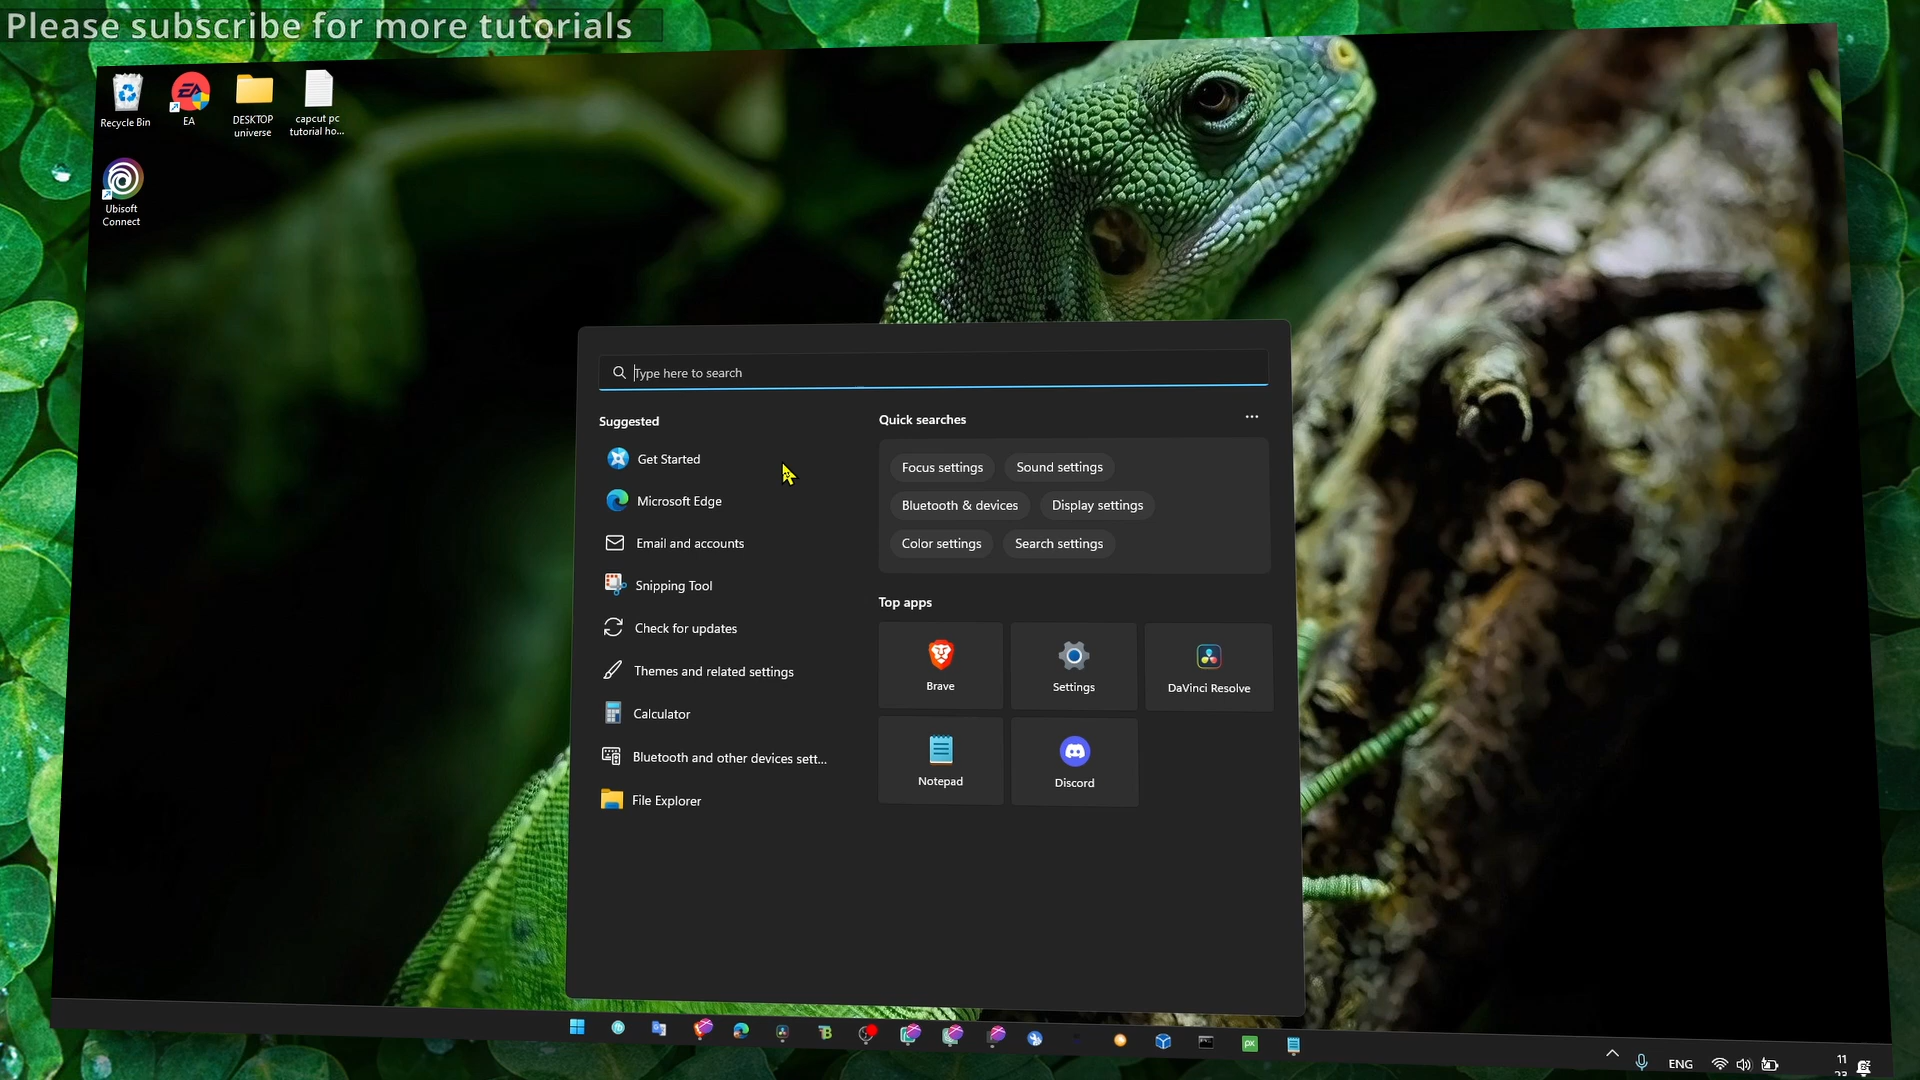 Please subscribe for more tutorials
Recycle Bin
EA
DESKTOP
universe
capcut pc
tutorial ho...
Ubisoft
Connect
Type here to search
Suggested
Get Started
Microsoft Edge
Email and accounts
Snipping Tool
Check for updates
Themes and related settings
Calculator
Bluetooth and other devices sett...
File Explorer
Quick searches
Focus settings
Sound settings
Bluetooth & devices
Display settings
Color settings
Search settings
Top apps
Brave
Settings
DaVinci Resolve
Notepad
Discord
px
ENG
11